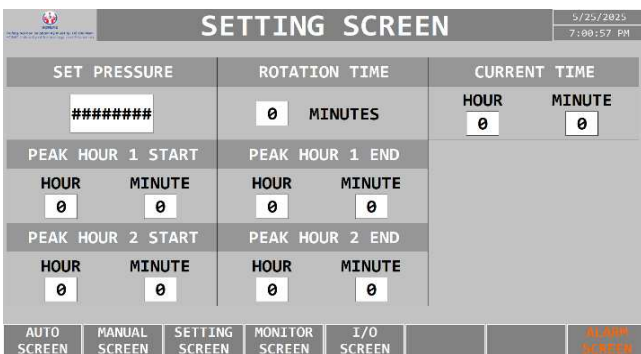 SETTING SCREEN
5/25/2025
7:00:57 PM
SET PRESSURE
ROTATION TIME
CURRENT TIME
########
0 MINUTES
HOUR MINUTE
0 0
PEAK HOUR 1 START
PEAK HOUR 1 END
HOUR MINUTE HOUR MINUTE
0 0 0 0
PEAK HOUR 2 START
PEAK HOUR 2 END
HOUR MINUTE HOUR MINUTE
0 0 0 0
AUTO SCREEN
MANUAL SCREEN
SETTING SCREEN
MONITOR SCREEN
I/O SCREEN
ALARM SCREEN